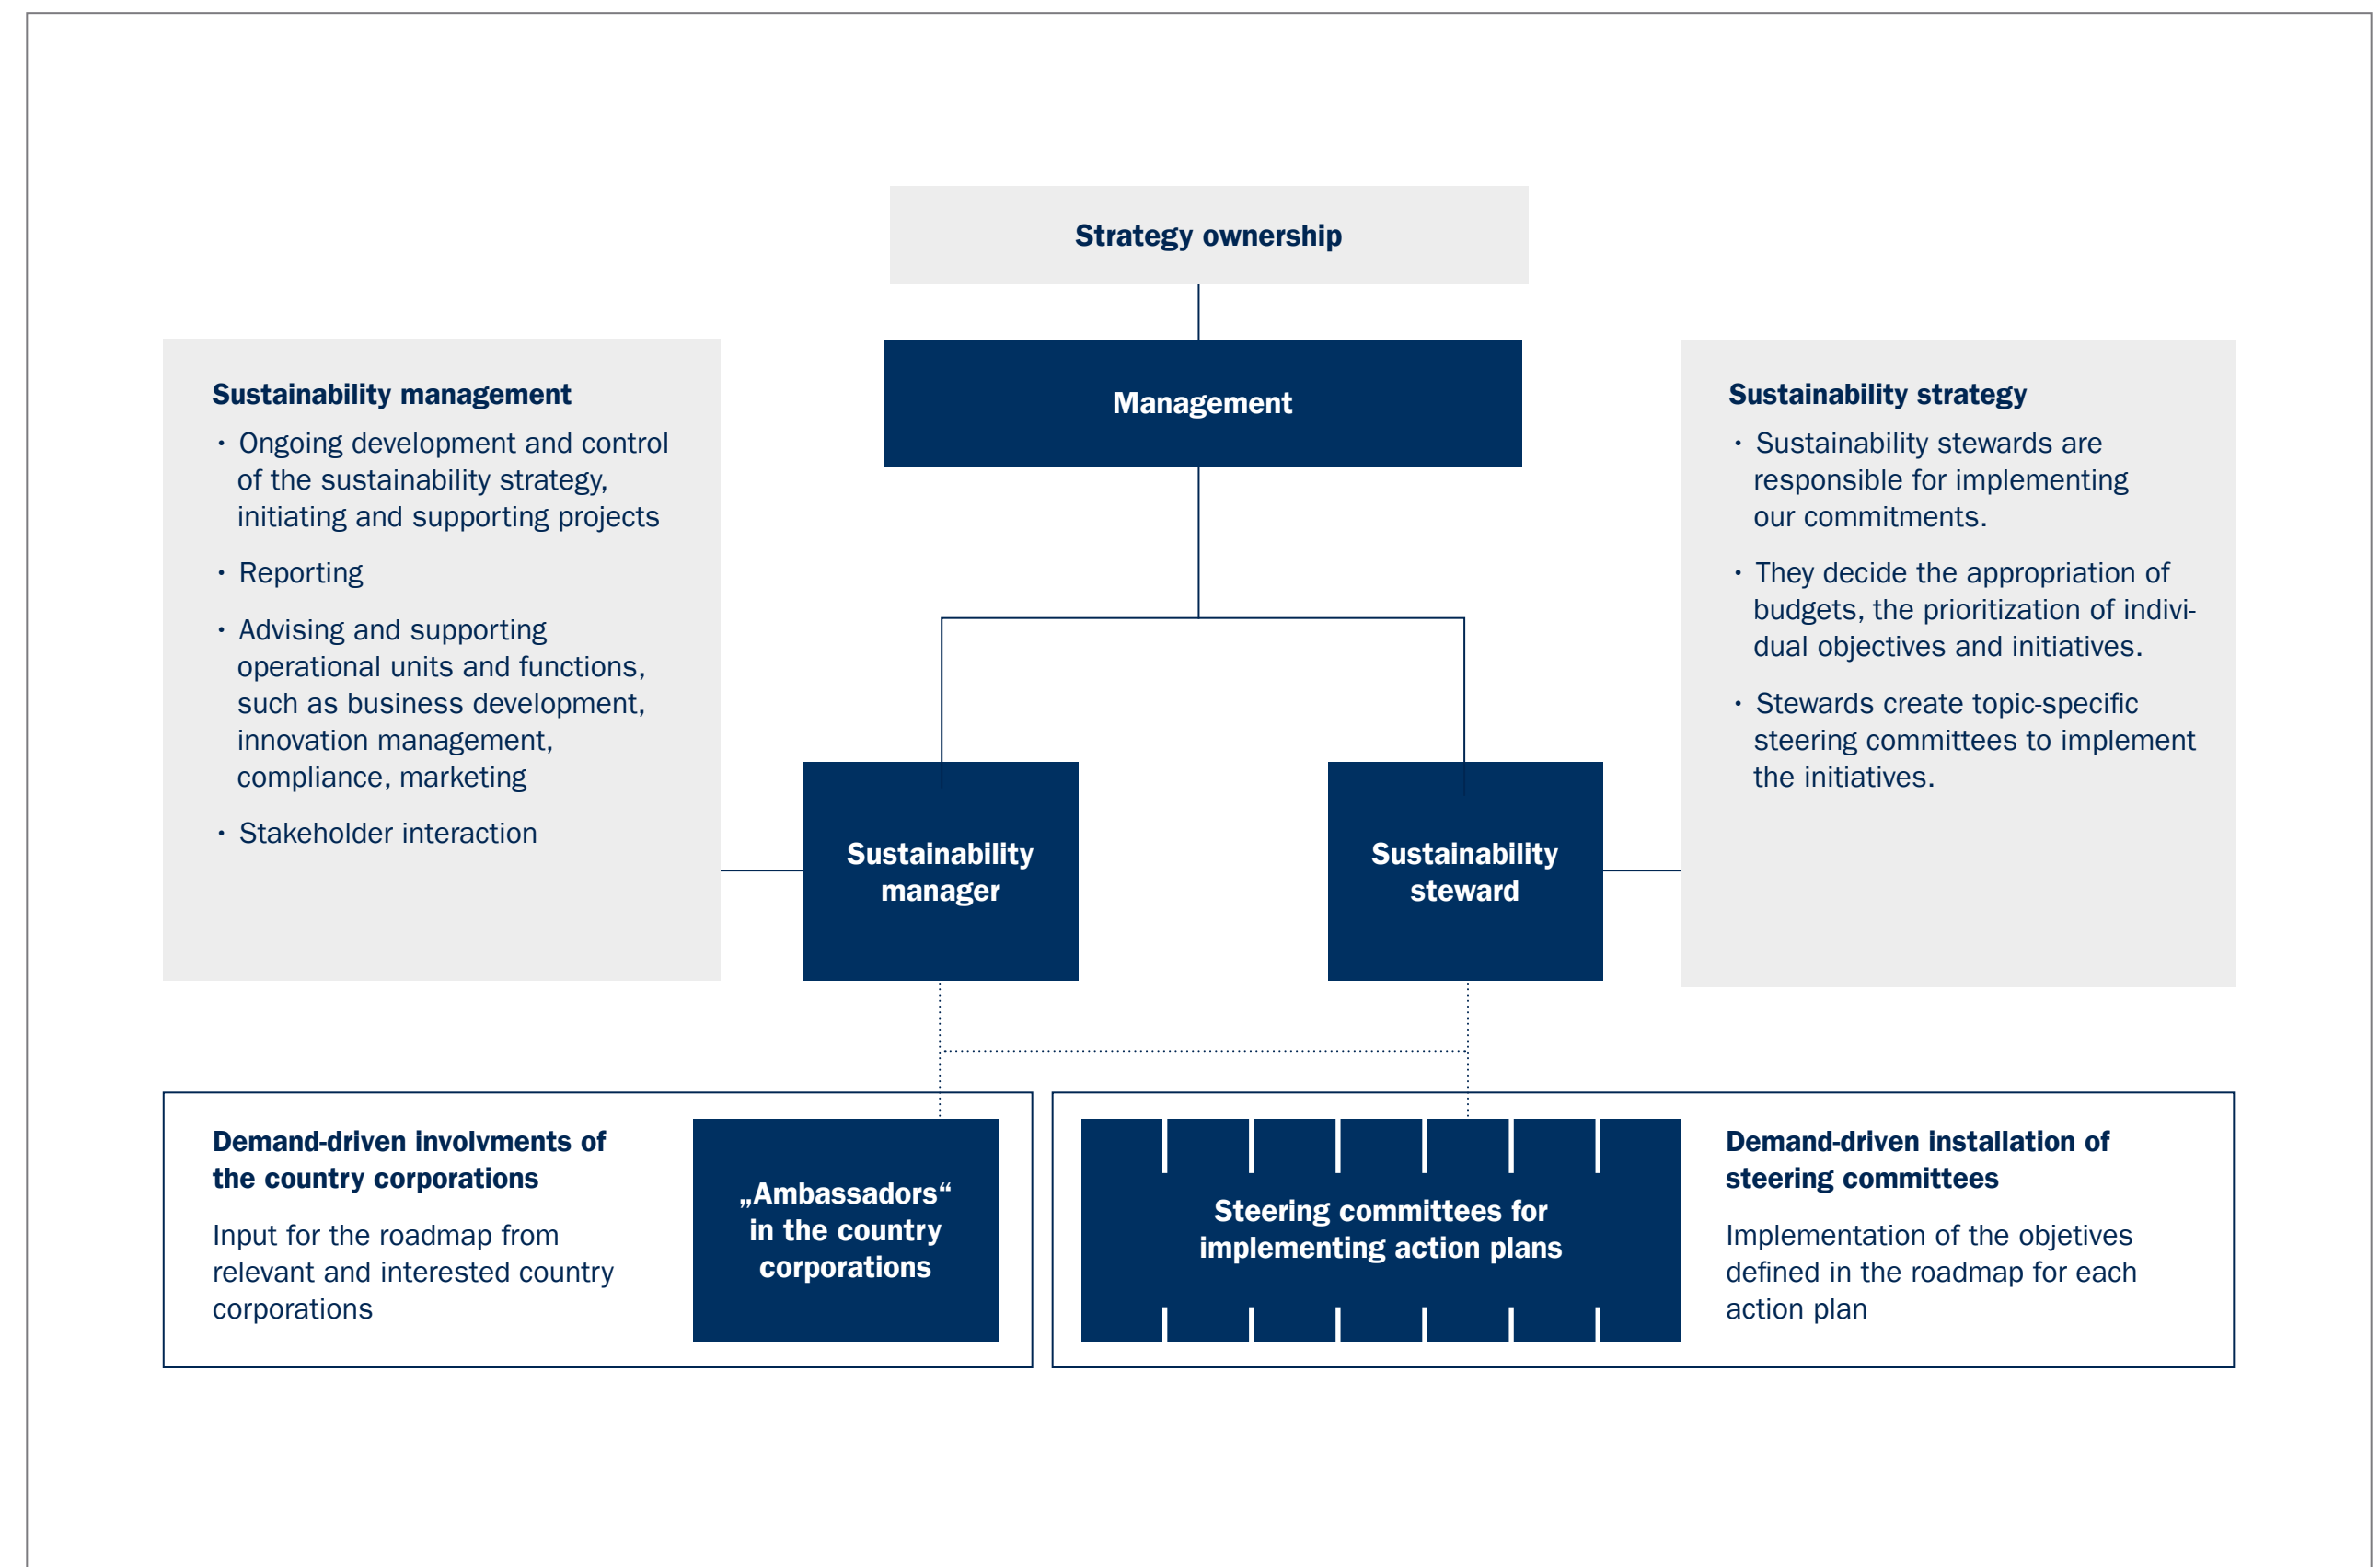 Strategy ownership
Management
Sustainability management
· Ongoing development and control
of the sustainability strategy,
initiating and supporting projects
· Reporting
· Advising and supporting
operational units and functions,
such as business development,
innovation management,
compliance, marketing
· Stakeholder interaction
Sustainability strategy
· Sustainability stewards are
responsible for implementing
our commitments.
· They decide the appropriation of
budgets, the prioritization of indivi-
dual objectives and initiatives.
· Stewards create topic-specific
steering committees to implement
the initiatives.
Sustainability
manager
Sustainability
steward
Demand-driven involvments of
the country corporations
Input for the roadmap from
relevant and interested country
corporations
„Ambassadors“
in the country
corporations
Steering committees for
implementing action plans
Demand-driven installation of
steering committees
Implementation of the objetives
defined in the roadmap for each
action plan